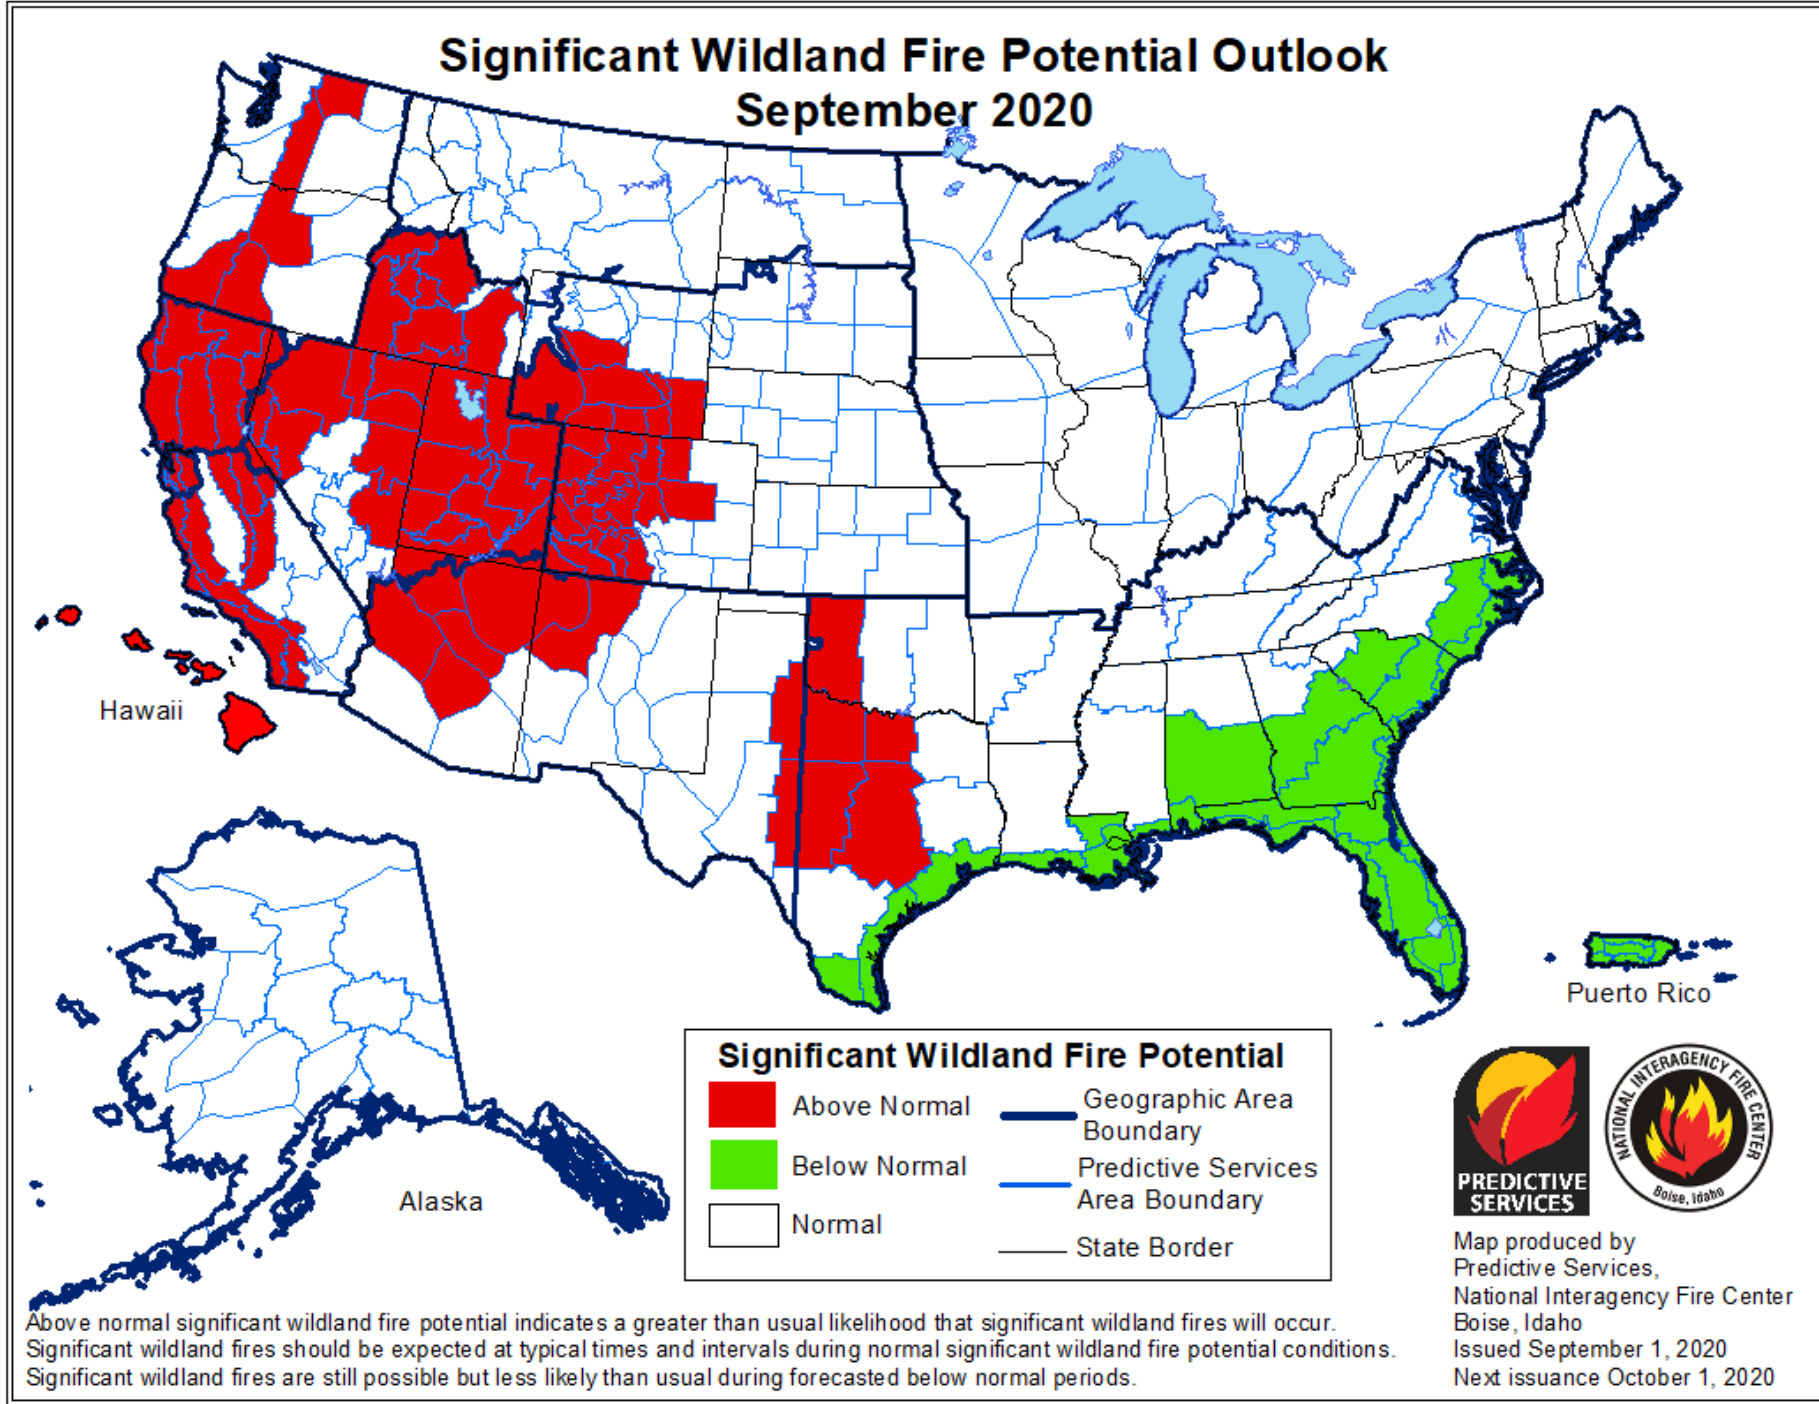 Significant Wildland Fire Potential Outlook
September 2020
Hawaii
Alaska
Puerto Rico
Significant Wildland Fire Potential
Above Normal
Below Normal
Normal
Geographic Area
Boundary
Predictive Services
Area Boundary
State Border
PREDICTIVE
SERVICES
NATIONAL INTERAGENCY FIRE CENTER
Boise, Idaho
Map produced by
Predictive Services,
National Interagency Fire Center
Boise, Idaho
Issued September 1, 2020
Next issuance October 1, 2020
Above normal significant wildland fire potential indicates a greater than usual likelihood that significant wildland fires will occur.
Significant wildland fires should be expected at typical times and intervals during normal significant wildland fire potential conditions.
Significant wildland fires are still possible but less likely than usual during forecasted below normal periods.